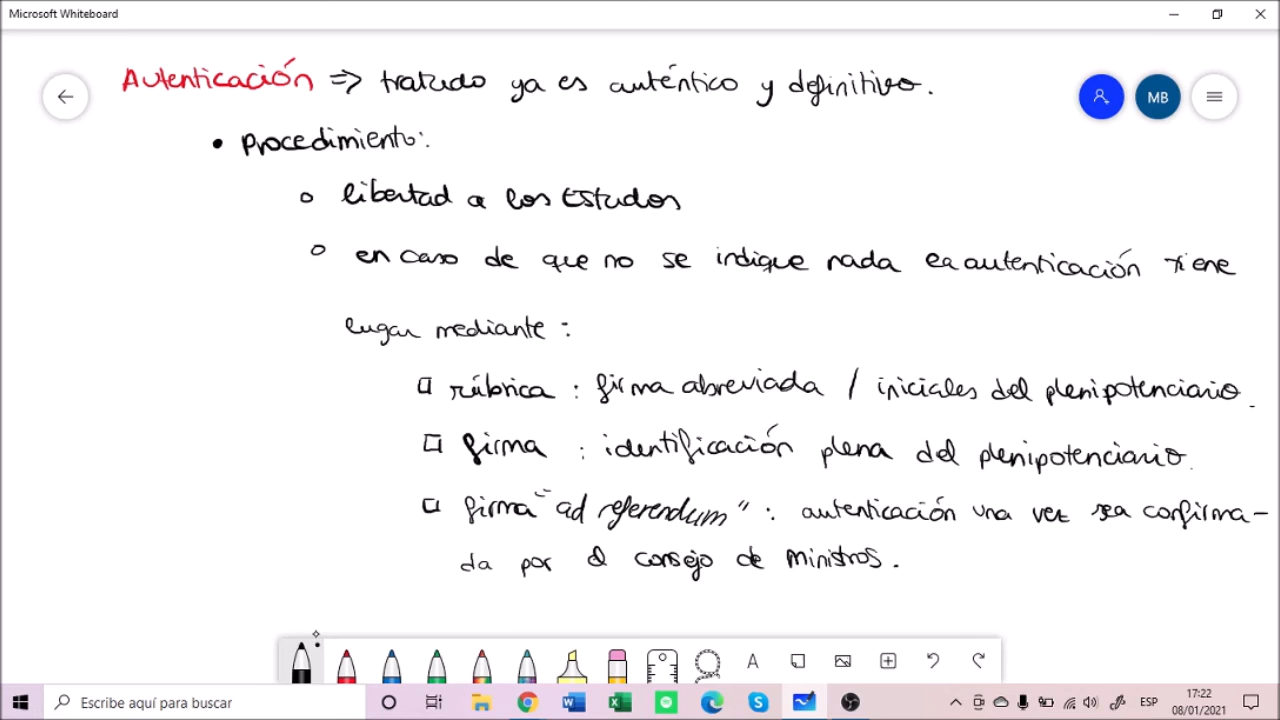 Microsoft Whiteboard
Autenticación => tratado ya es auténtico y definitivo.
MB
• Procedimiento:
o libertad a los Estados
o en caso de que no se indique nada la autenticación tiene
lugar mediante:
□ rúbrica: firma abreviada / iniciales del plenipotenciario.
□ firma: identificación plena del plenipotenciario.
□ firma "ad referendum": autenticación una vez sea confirma-
da por el consejo de ministros.
Escribe aquí para buscar
ESP
17:22
08/01/2021